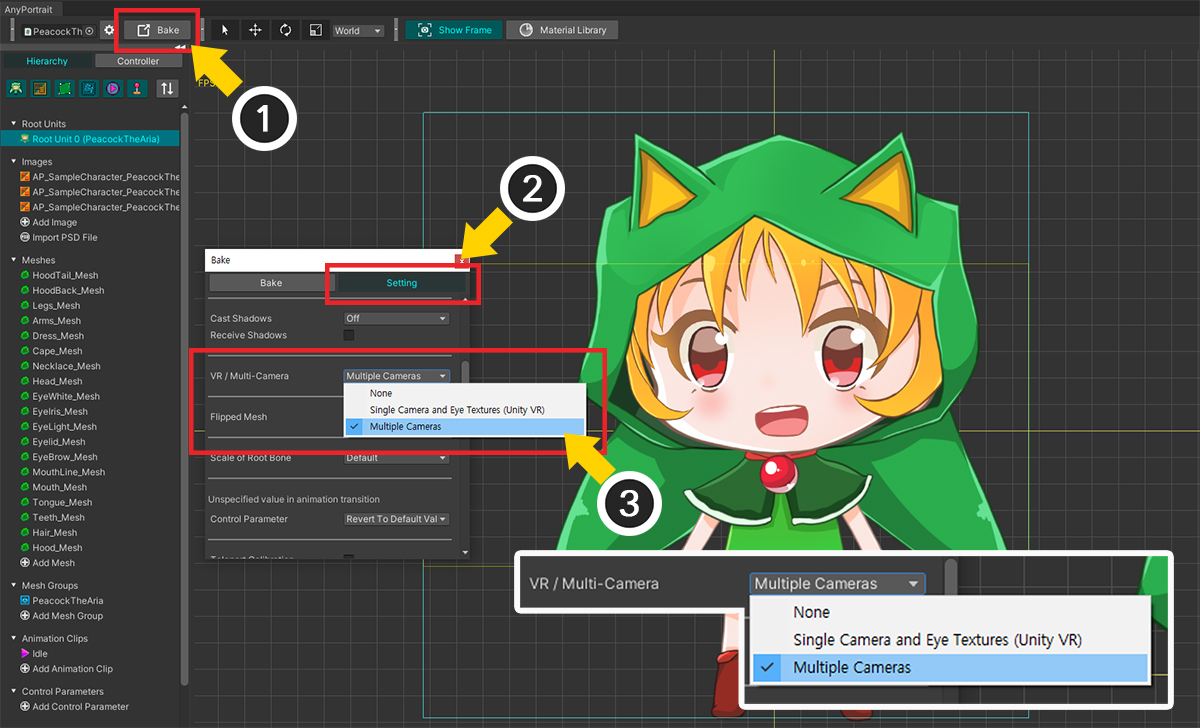 AnyPortrait
PeacockTh
Bake
World
Show Frame
Material Library
1
Hierarchy
Controller
FPS
Root Units
Root Unit 0 (PeacockTheAria)
Images
AP_SampleCharacter_PeacockThe
AP_SampleCharacter_PeacockThe
AP_SampleCharacter_PeacockThe
Add Image
Import PSD File
Meshes
HoodTail_Mesh
HoodBack_Mesh
Legs_Mesh
Arms_Mesh
Dress_Mesh
Cape_Mesh
Necklace_Mesh
Head_Mesh
EyeWhite_Mesh
EyeIris_Mesh
EyeLight_Mesh
Eyelid_Mesh
EyeBrow_Mesh
MouthLine_Mesh
Mouth_Mesh
Tongue_Mesh
Teeth_Mesh
Hair_Mesh
Hood_Mesh
Add Mesh
Mesh Groups
PeacockTheAria
Add Mesh Group
Animation Clips
Idle
Add Animation Clip
Control Parameters
Add Control Parameter
2
Bake
Bake
Setting
Cast Shadows
Off
Receive Shadows
VR / Multi-Camera
Multiple Cameras
None
Single Camera and Eye Textures (Unity VR)
Multiple Cameras
Flipped Mesh
Scale of Root Bone
Default
Unspecified value in animation transition
Control Parameter
Revert To Default Val
Teleport Calibration
3
VR / Multi-Camera
Multiple Cameras
None
Single Camera and Eye Textures (Unity VR)
Multiple Cameras